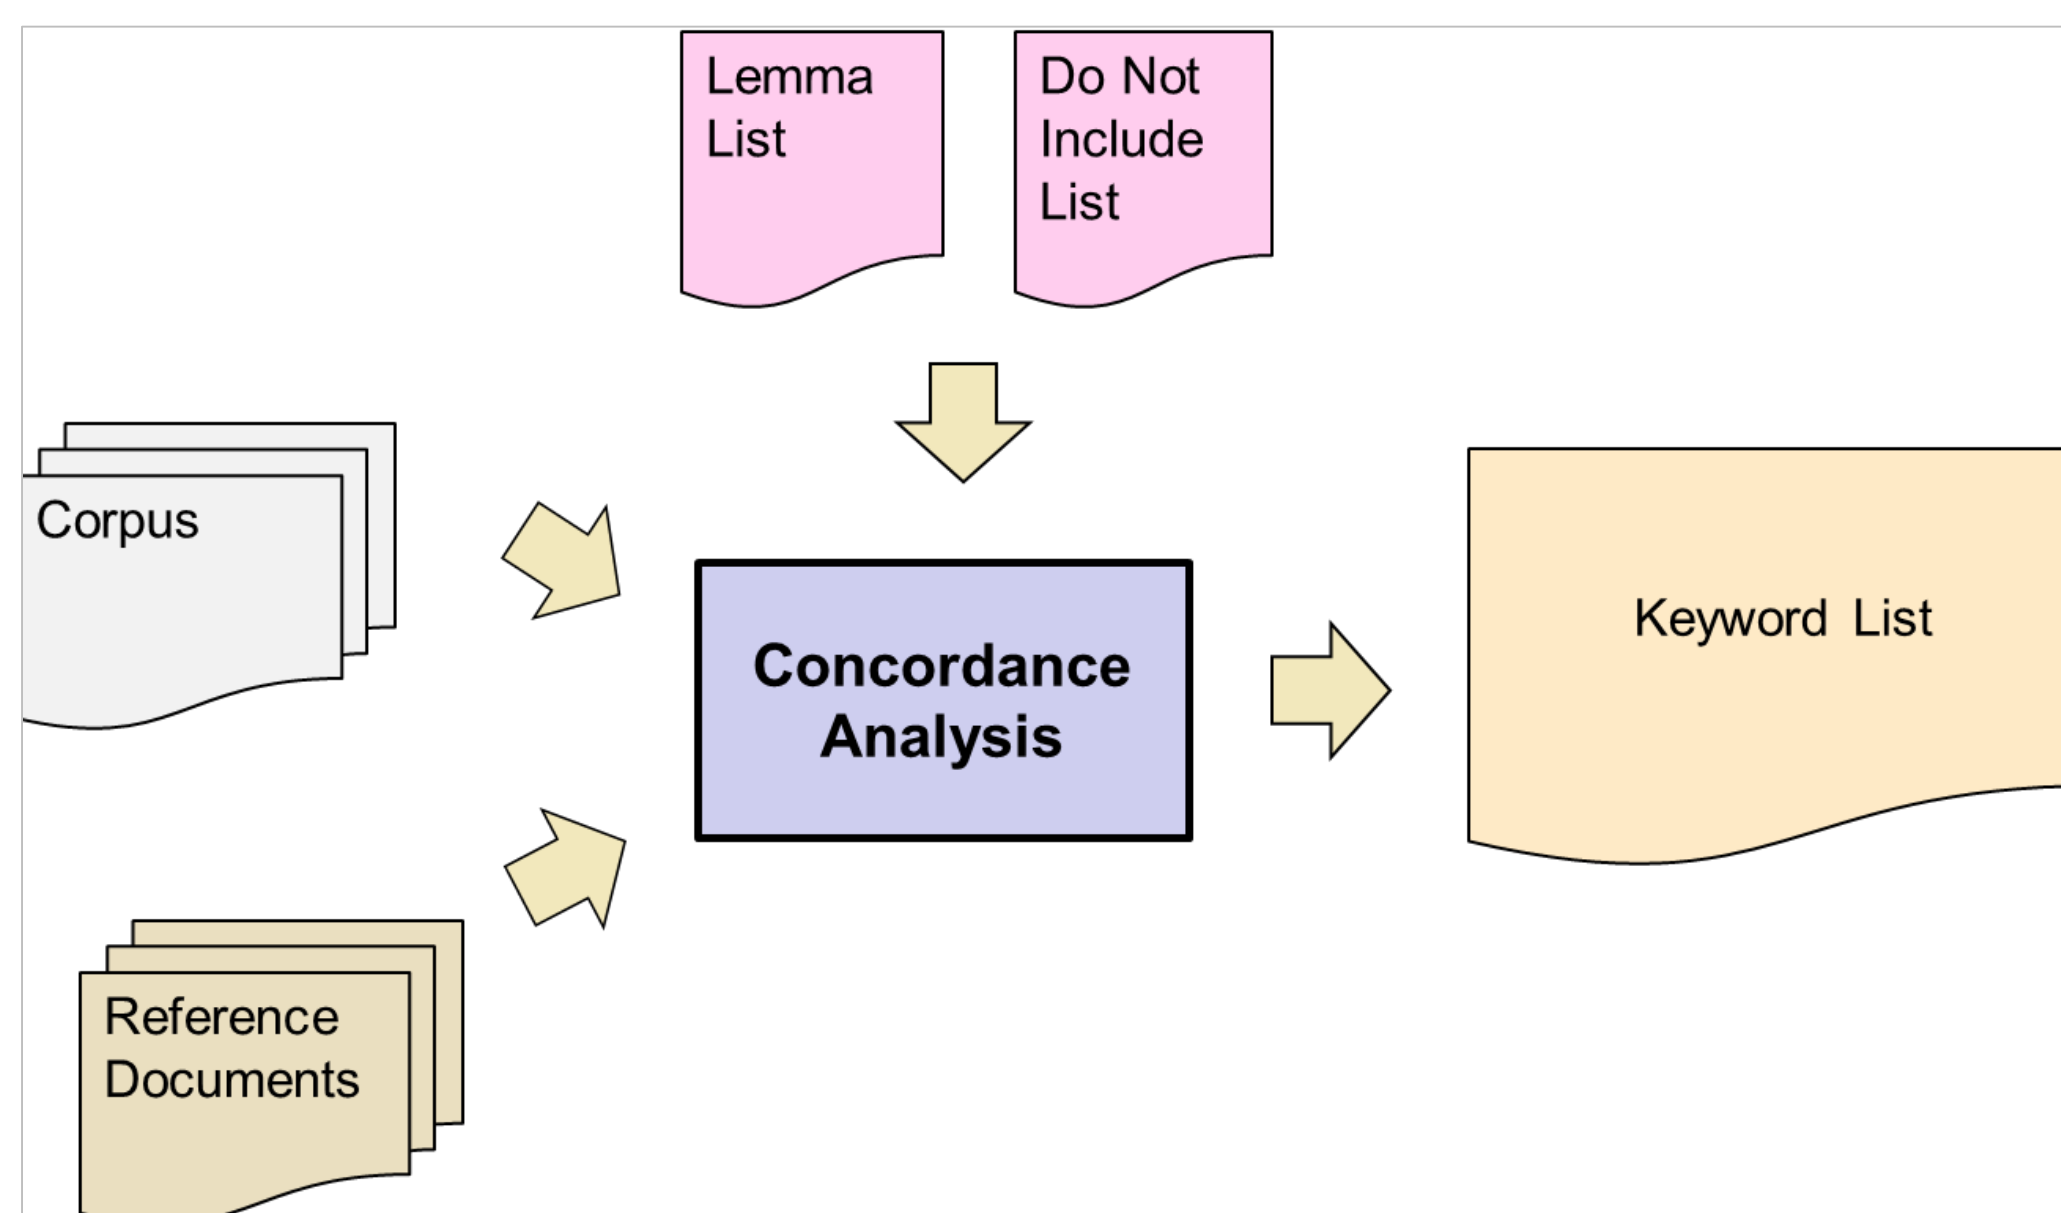 Lemma
List
Do Not
Include
List
Corpus
Concordance
Analysis
Keyword List
Reference
Documents